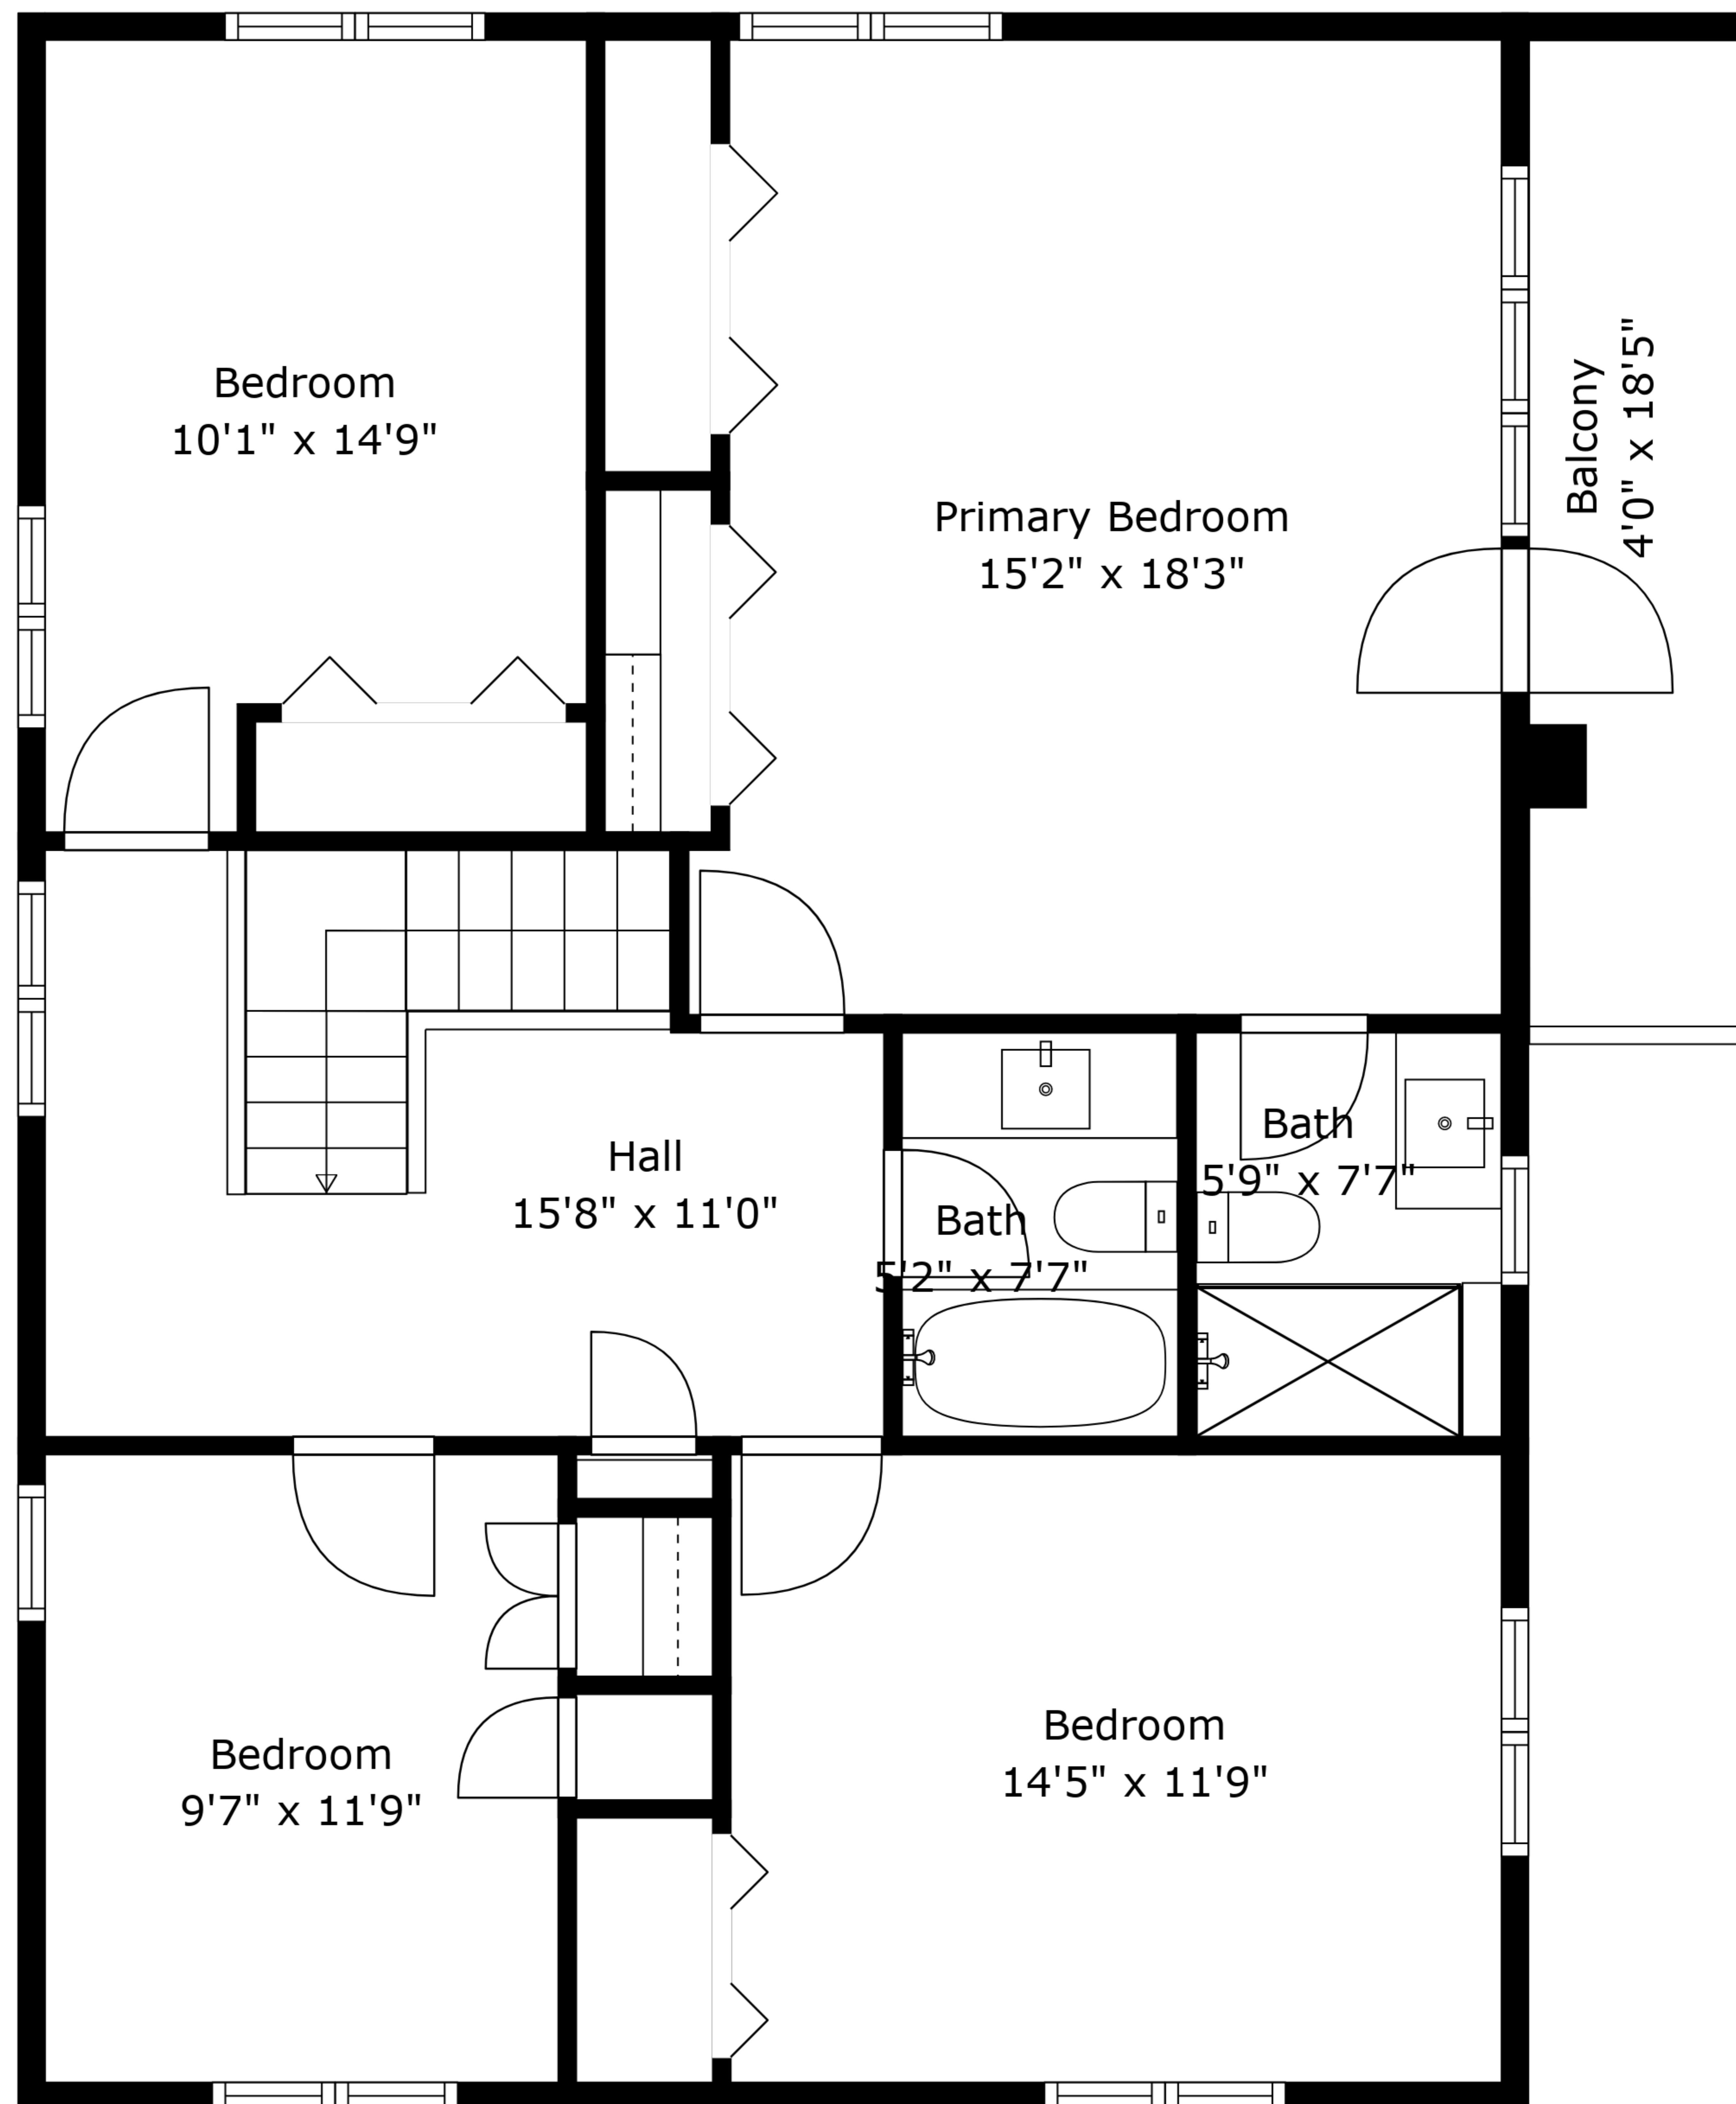 Bedroom
10'1" x 14'9"
Primary Bedroom
15'2" x 18'3"
Balcony
4'0" x 18'5"
Hall
15'8" x 11'0"
Bath
5'2" x 7'7"
Bath
5'9" x 7'7"
Bedroom
9'7" x 11'9"
Bedroom
14'5" x 11'9"